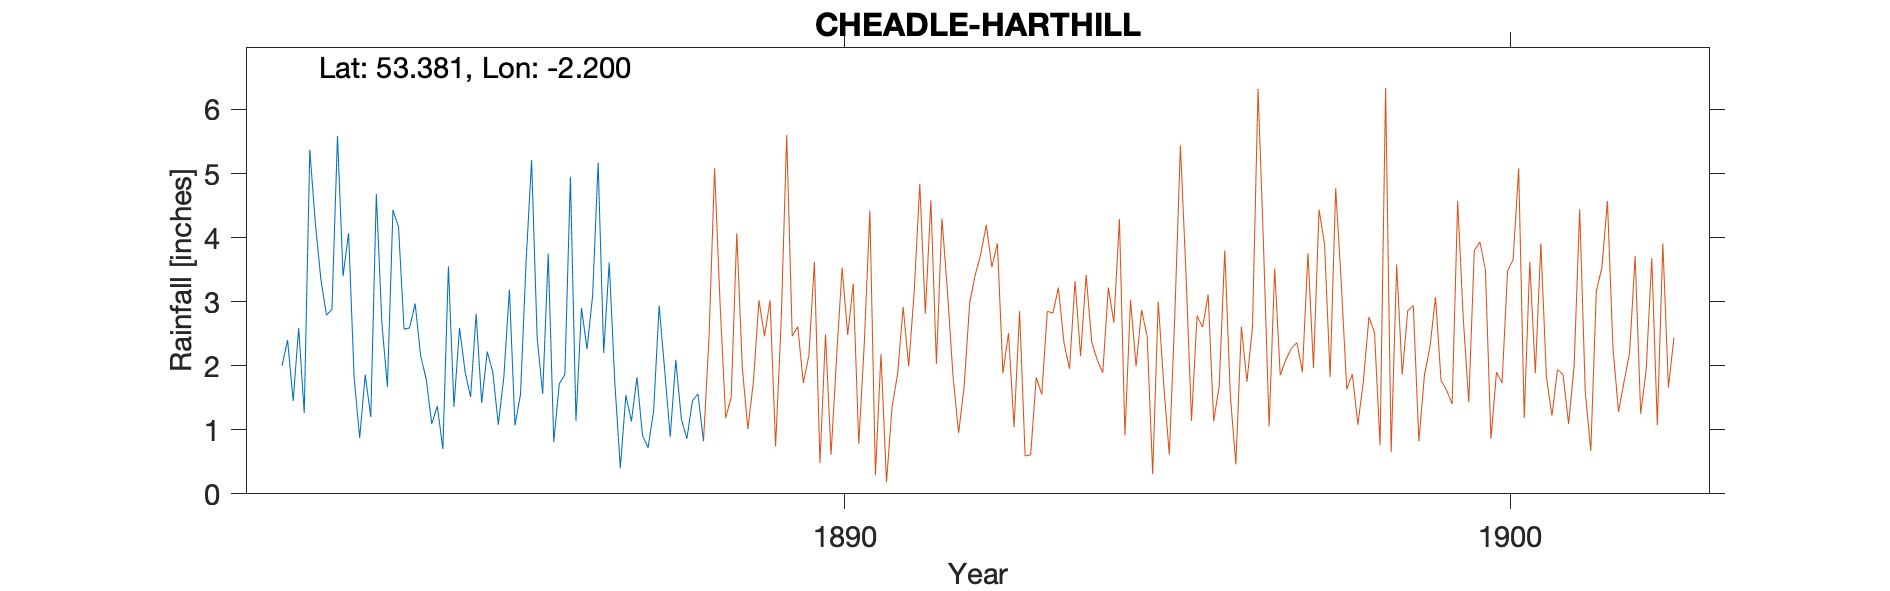 CHEADLE-HARTHILL
Lat: 53.381, Lon: -2.200
6
5
4
3
2
1
0
Rainfall [inches]
1890
1900
Year